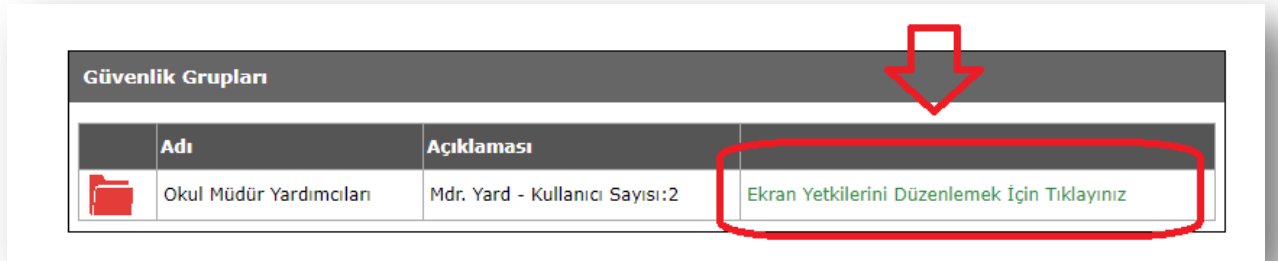 Güvenlik Grupları
Adı Açıklaması
Okul Müdür Yardımcıları Mdr. Yard - Kullanıcı Sayısı:2 Ekran Yetkilerini Düzenlemek İçin Tıklayınız